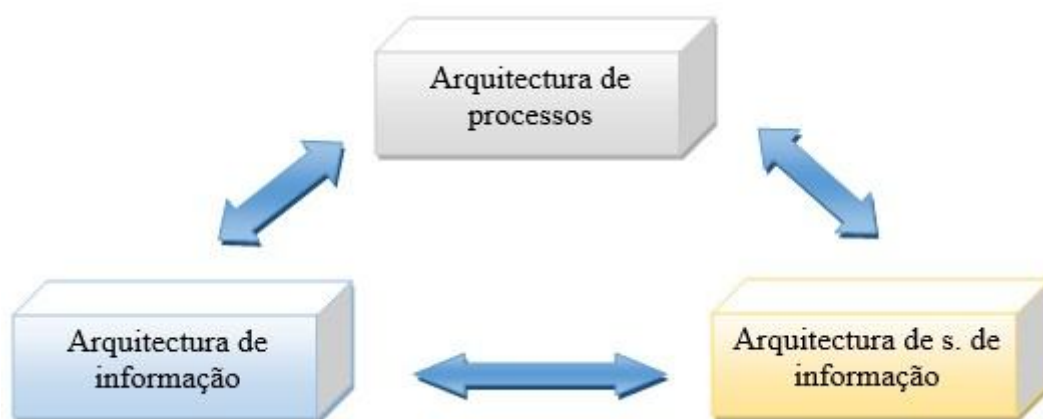 Arquitectura de
processos
Arquitectura de
informação
Arquitectura de s. de
informação